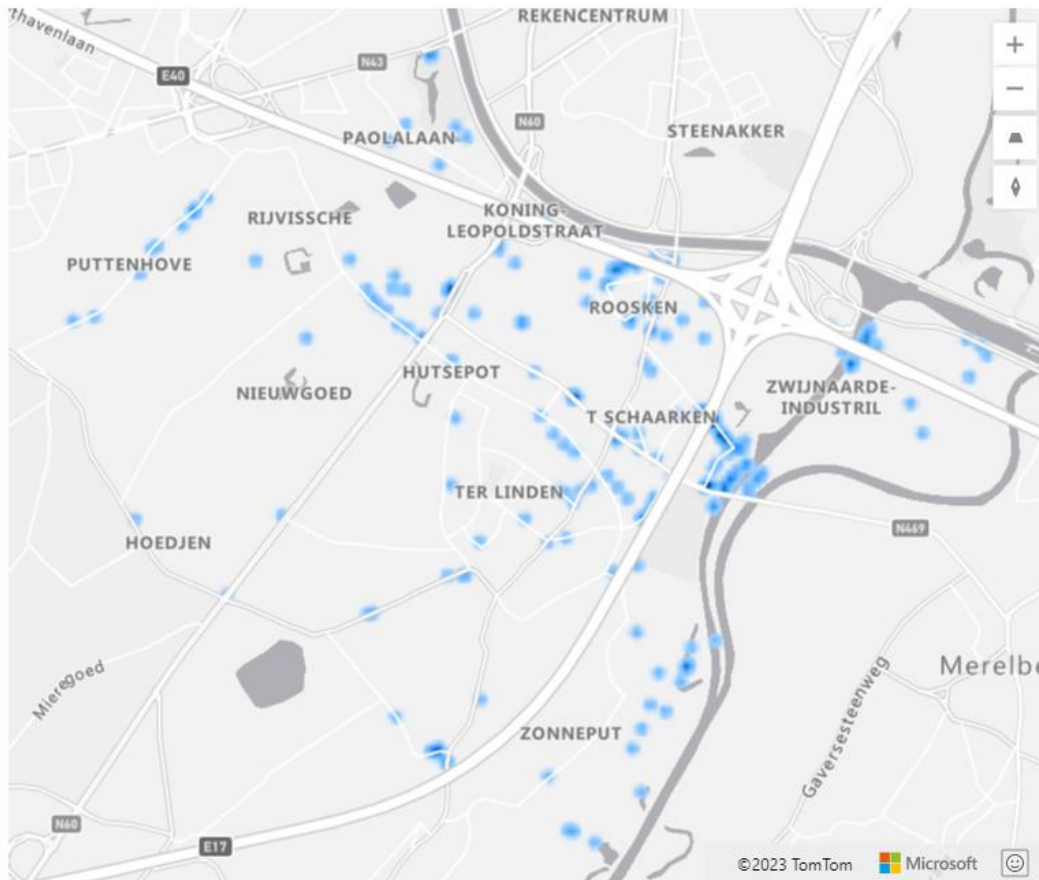 REKENCENTRUM
thavenlaan
N43
E40
N60
STEENAKKER
PAOLALAAN
KONING-
LEOPOLDSTRAAT
RIJVISSCHE
PUTTENHOVE
ROOSKEN
HUTSEPOT
NIEUWGOED
ZWIJNAARDE-
INDUSTRIL
T SCHAARKEN
TER LINDEN
N469
HOEDJEN
Mieregoed
Merelbe
Gaversesteenweg
ZONNEPUT
N60
E17
©2023 TomTom
Microsoft